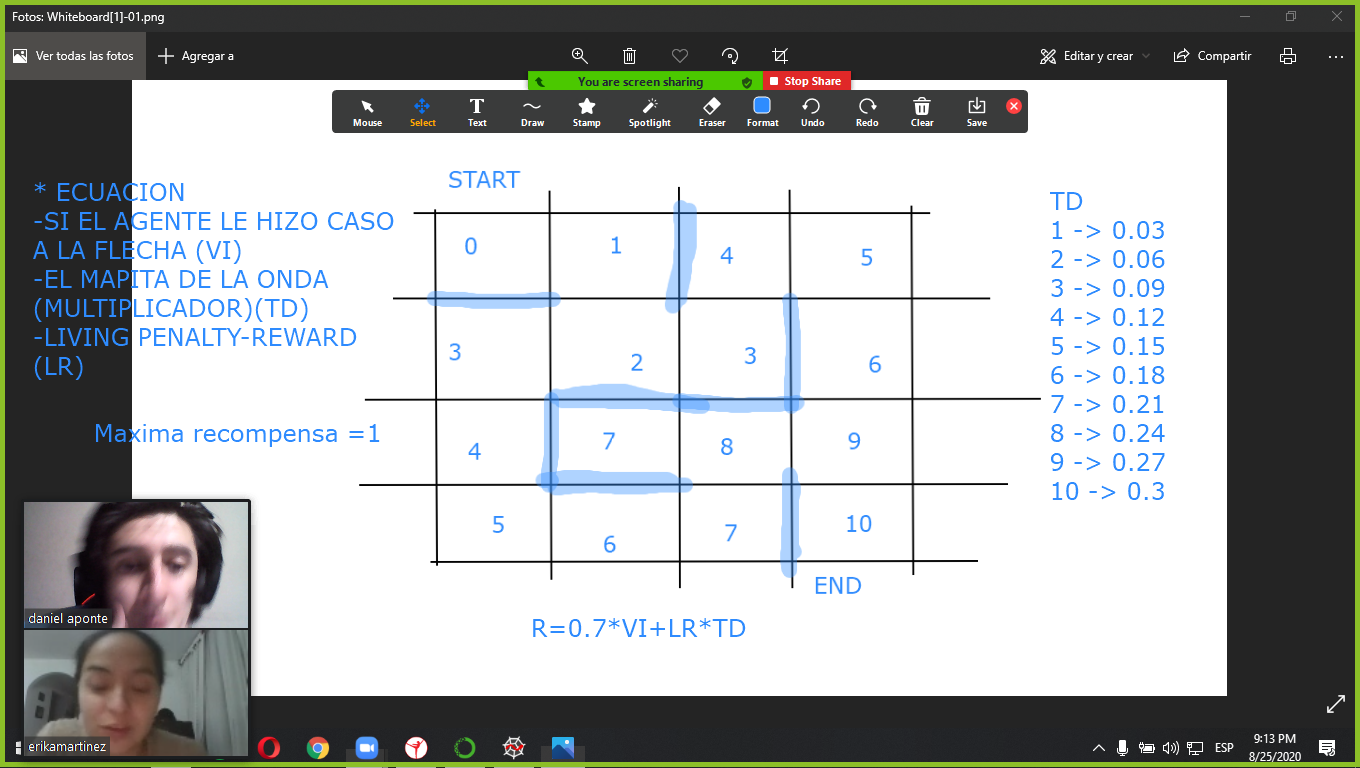 Fotos: Whiteboard[1]-01.png
Ver todas las fotos
Agregar a
Editar y crear
Compartir
You are screen sharing
Stop Share
Mouse
Select
Text
Draw
Stamp
Spotlight
Eraser
Format
Undo
Redo
Clear
Save
START
* ECUACION
-SI EL AGENTE LE HIZO CASO
A LA FLECHA (VI)
-EL MAPITA DE LA ONDA
(MULTIPLICADOR)(TD)
-LIVING PENALTY-REWARD
(LR)
Maxima recompensa =1
0 1 4 5
3 2 3 6
4 7 8 9
5 6 7 10
END
R=0.7*VI+LR*TD
TD
1 -> 0.03
2 -> 0.06
3 -> 0.09
4 -> 0.12
5 -> 0.15
6 -> 0.18
7 -> 0.21
8 -> 0.24
9 -> 0.27
10 -> 0.3
daniel aponte
erikamartinez
ESP
9:13 PM
8/25/2020